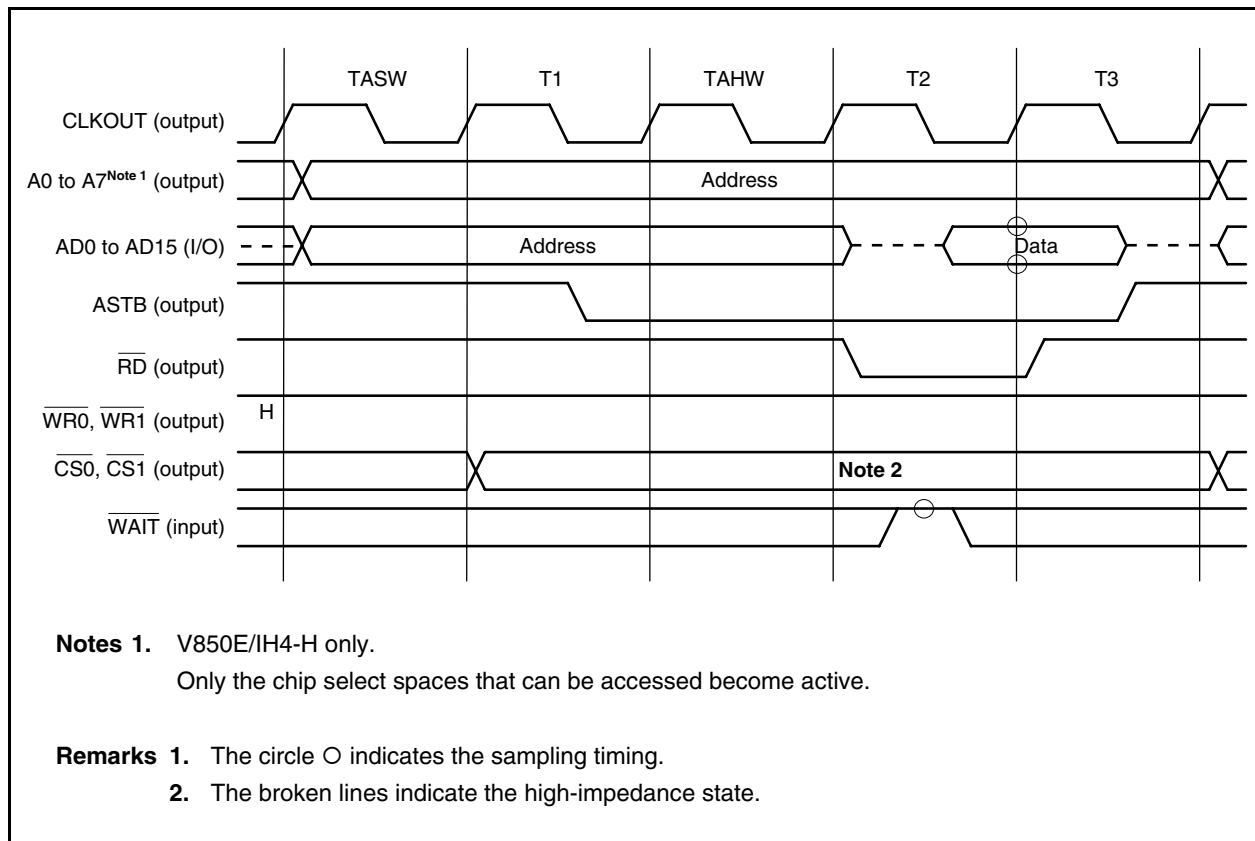 TASW T1 TAHW T2 T3
CLKOUT (output)
A0 to A7Note 1 (output) Address
AD0 to AD15 (I/O) Address Data
ASTB (output)
RD (output)
WR0, WR1 (output) H
CS0, CS1 (output) Note 2
WAIT (input)
Notes 1. V850E/IH4-H only.
Only the chip select spaces that can be accessed become active.
Remarks 1. The circle O indicates the sampling timing.
2. The broken lines indicate the high-impedance state.